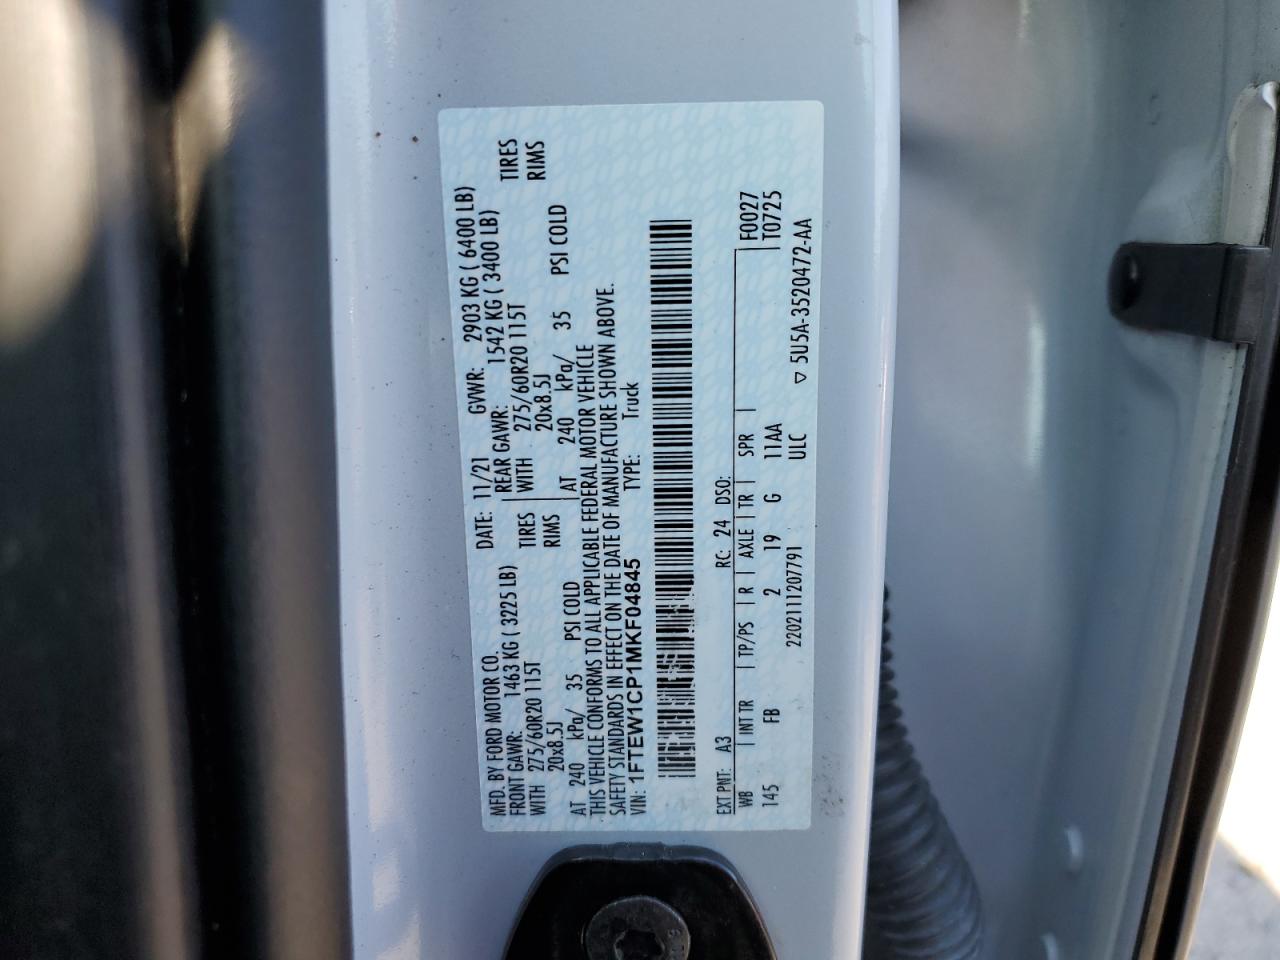 MFD. BY FORD MOTOR CO. DATE: 11/21 GVWR: 2903 KG ( 6400 LB)
FRONT GAWR: 1463 KG ( 3225 LB) REAR GAWR: 1542 KG ( 3400 LB)
WITH 275/60R20 115T TIRES WITH 275/60R20 115T TIRES
20x8.5J RIMS 20x8.5J RIMS
AT 240 kPa/ 35 PSI COLD AT 240 kPa/ 35 PSI COLD
THIS VEHICLE CONFORMS TO ALL APPLICABLE FEDERAL MOTOR VEHICLE
SAFETY STANDARDS IN EFFECT ON THE DATE OF MANUFACTURE SHOWN ABOVE.
VIN: 1FTEW1CP1MKF04845 TYPE: Truck
EXT PNT: A3 RC: 24 DSO: F0027
WB INT TR TP/PS R AXLE TR SPR T0725
145 FB 2 19 G 11AA
220211207791 ULC ▽ 5U5A-3520472-AA